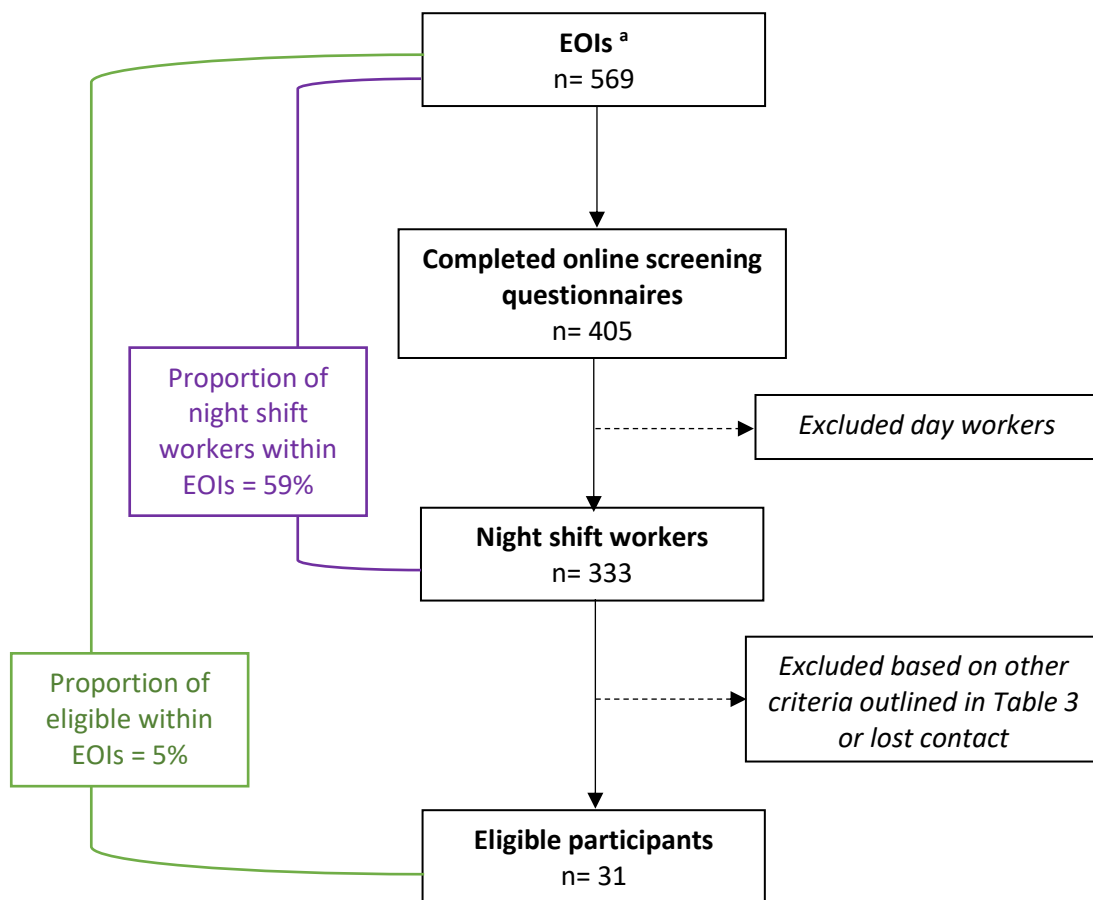 EOIs a
n= 569
Completed online screening
questionnaires
n= 405
Proportion of
night shift
workers within
EOIs = 59%
Excluded day workers
Night shift workers
n= 333
Proportion of
eligible within
EOIs = 5%
Excluded based on other
criteria outlined in Table 3
or lost contact
Eligible participants
n= 31